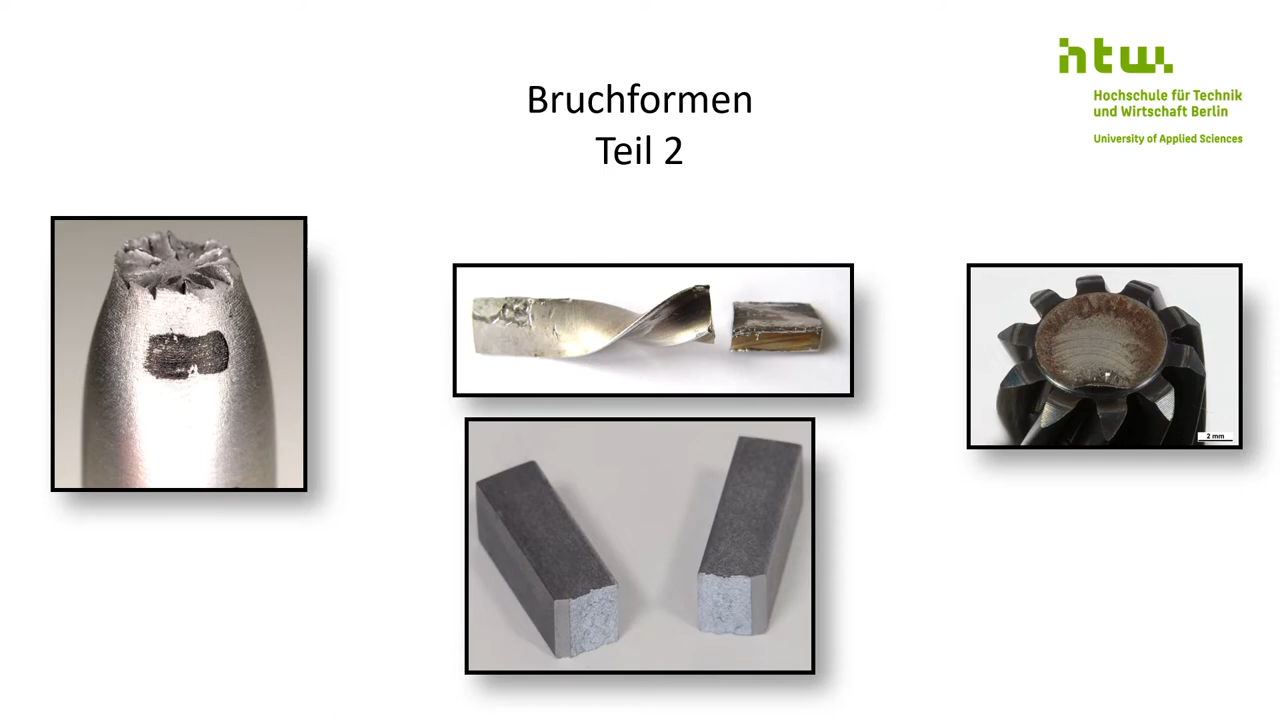 htw.
Hochschule für Technik
und Wirtschaft Berlin
University of Applied Sciences
Bruchformen
Teil 2
2 mm